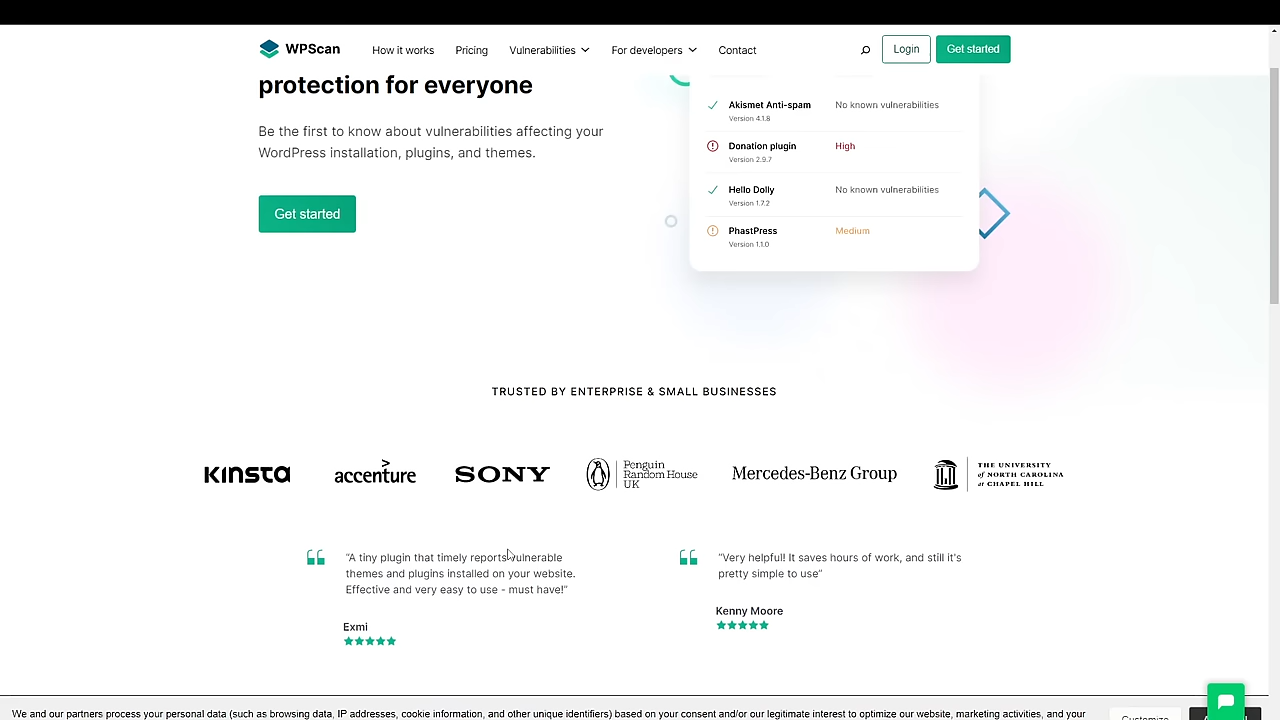 WPScan
How it works
Pricing
Vulnerabilities
For developers
Contact
Login
Get started
protection for everyone
Be the first to know about vulnerabilities affecting your
WordPress installation, plugins, and themes.
Get started
Akismet Anti-spam No known vulnerabilities
Version 4.1.8
Donation plugin High
Version 2.9.7
Hello Dolly No known vulnerabilities
Version 1.7.2
PhastPress Medium
Version 1.1.0
TRUSTED BY ENTERPRISE & SMALL BUSINESSES
Kinsta
accenture
SONY
Penguin
Random House
UK
Mercedes-Benz Group
THE UNIVERSITY
of NORTH CAROLINA
at CHAPEL HILL
“A tiny plugin that timely reports vulnerable
themes and plugins installed on your website.
Effective and very easy to use - must have!”
Exmi
“Very helpful! It saves hours of work, and still it's
pretty simple to use”
Kenny Moore
We and our partners process your personal data (such as browsing data, IP addresses, cookie information, and other unique identifiers) based on your consent and/or our legitimate interest to optimize our website, marketing activities, and your
Customize